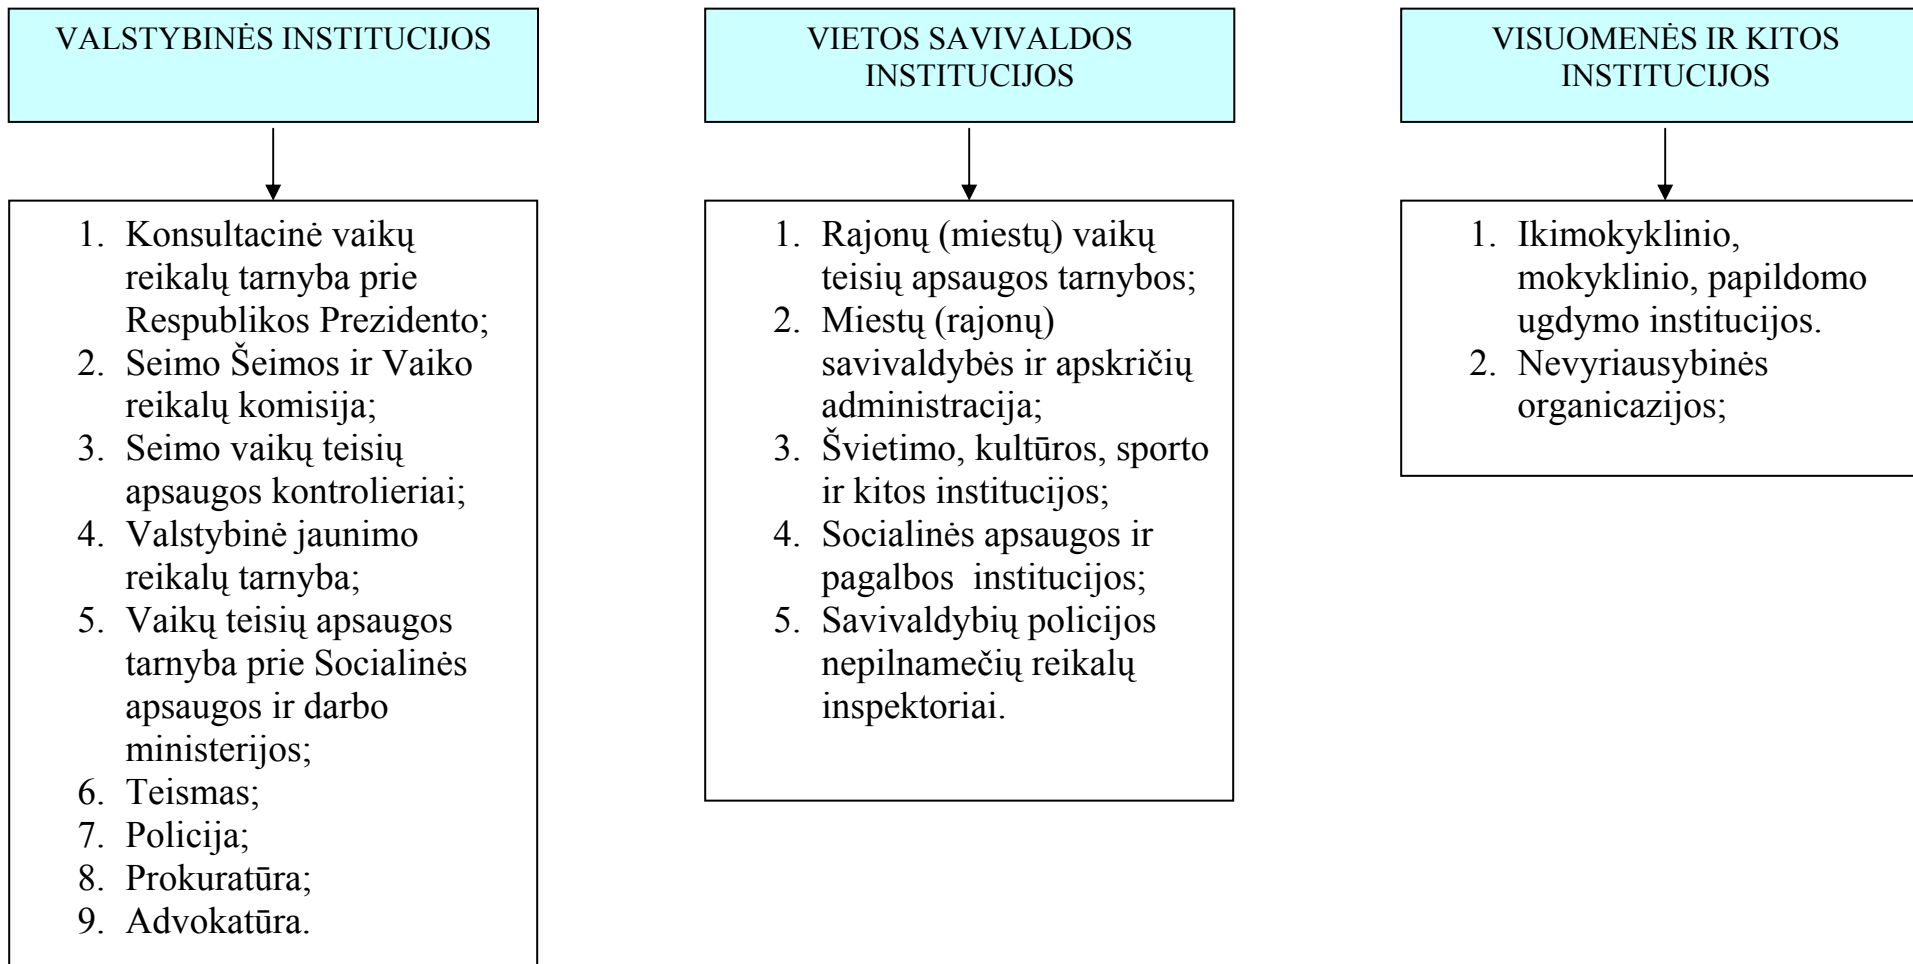 VALSTYBINĖS INSTITUCIJOS
1. Konsultacinė vaikų
reikalų tarnyba prie
Respublikos Prezidento;
2. Seimo Šeimos ir Vaiko
reikalų komisija;
3. Seimo vaikų teisių
apsaugos kontrolieriai;
4. Valstybinė jaunimo
reikalų tarnyba;
5. Vaikų teisių apsaugos
tarnyba prie Socialinės
apsaugos ir darbo
ministerijos;
6. Teismas;
7. Policija;
8. Prokuratūra;
9. Advokatūra.
VIETOS SAVIVALDOS
INSTITUCIJOS
1. Rajonų (miestų) vaikų
teisių apsaugos tarnybos;
2. Miestų (rajonų)
savivaldybės ir apskričių
administracija;
3. Švietimo, kultūros, sporto
ir kitos institucijos;
4. Socialinės apsaugos ir
pagalbos  institucijos;
5. Savivaldybių policijos
nepilnamečių reikalų
inspektoriai.
VISUOMENĖS IR KITOS
INSTITUCIJOS
1. Ikimokyklinio,
mokyklinio, papildomo
ugdymo institucijos.
2. Nevyriausybinės
organicazijos;